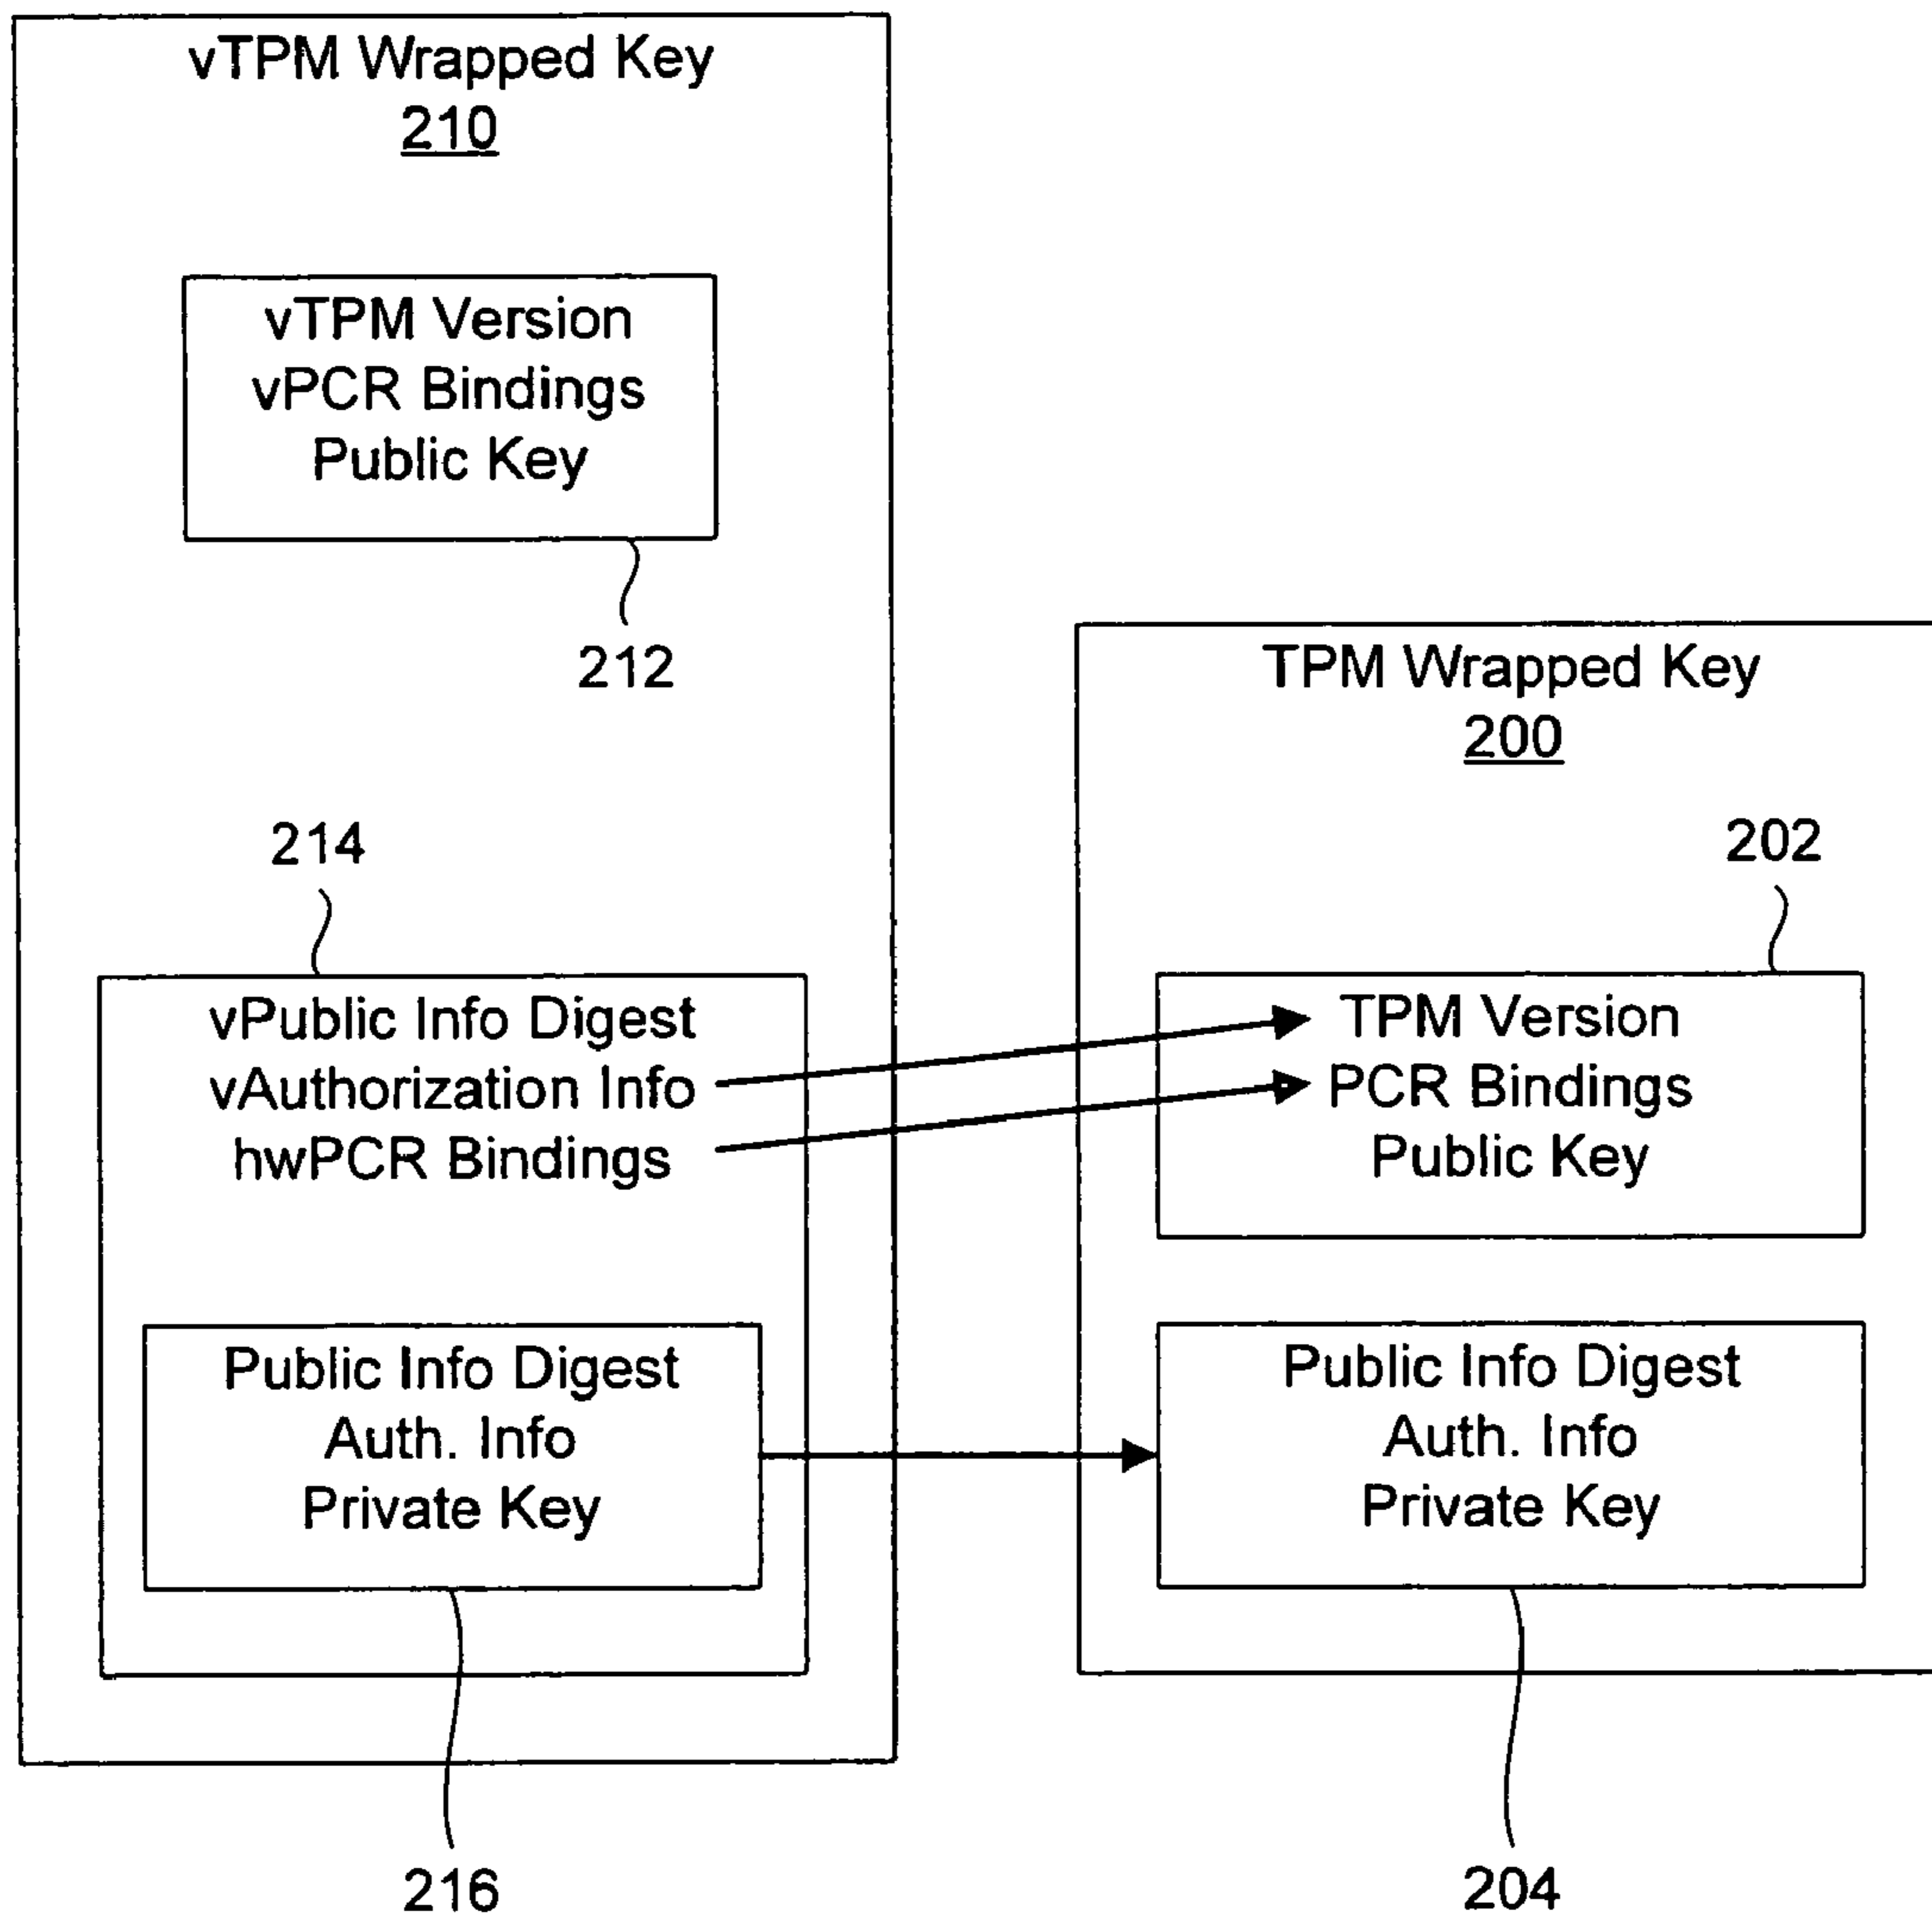 vTPM Wrapped Key
210
vTPM Version
vPCR Bindings
Public Key
212
214
vPublic Info Digest
vAuthorization Info
hwPCR Bindings
Public Info Digest
Auth. Info
Private Key
216
TPM Wrapped Key
200
202
TPM Version
PCR Bindings
Public Key
Public Info Digest
Auth. Info
Private Key
204